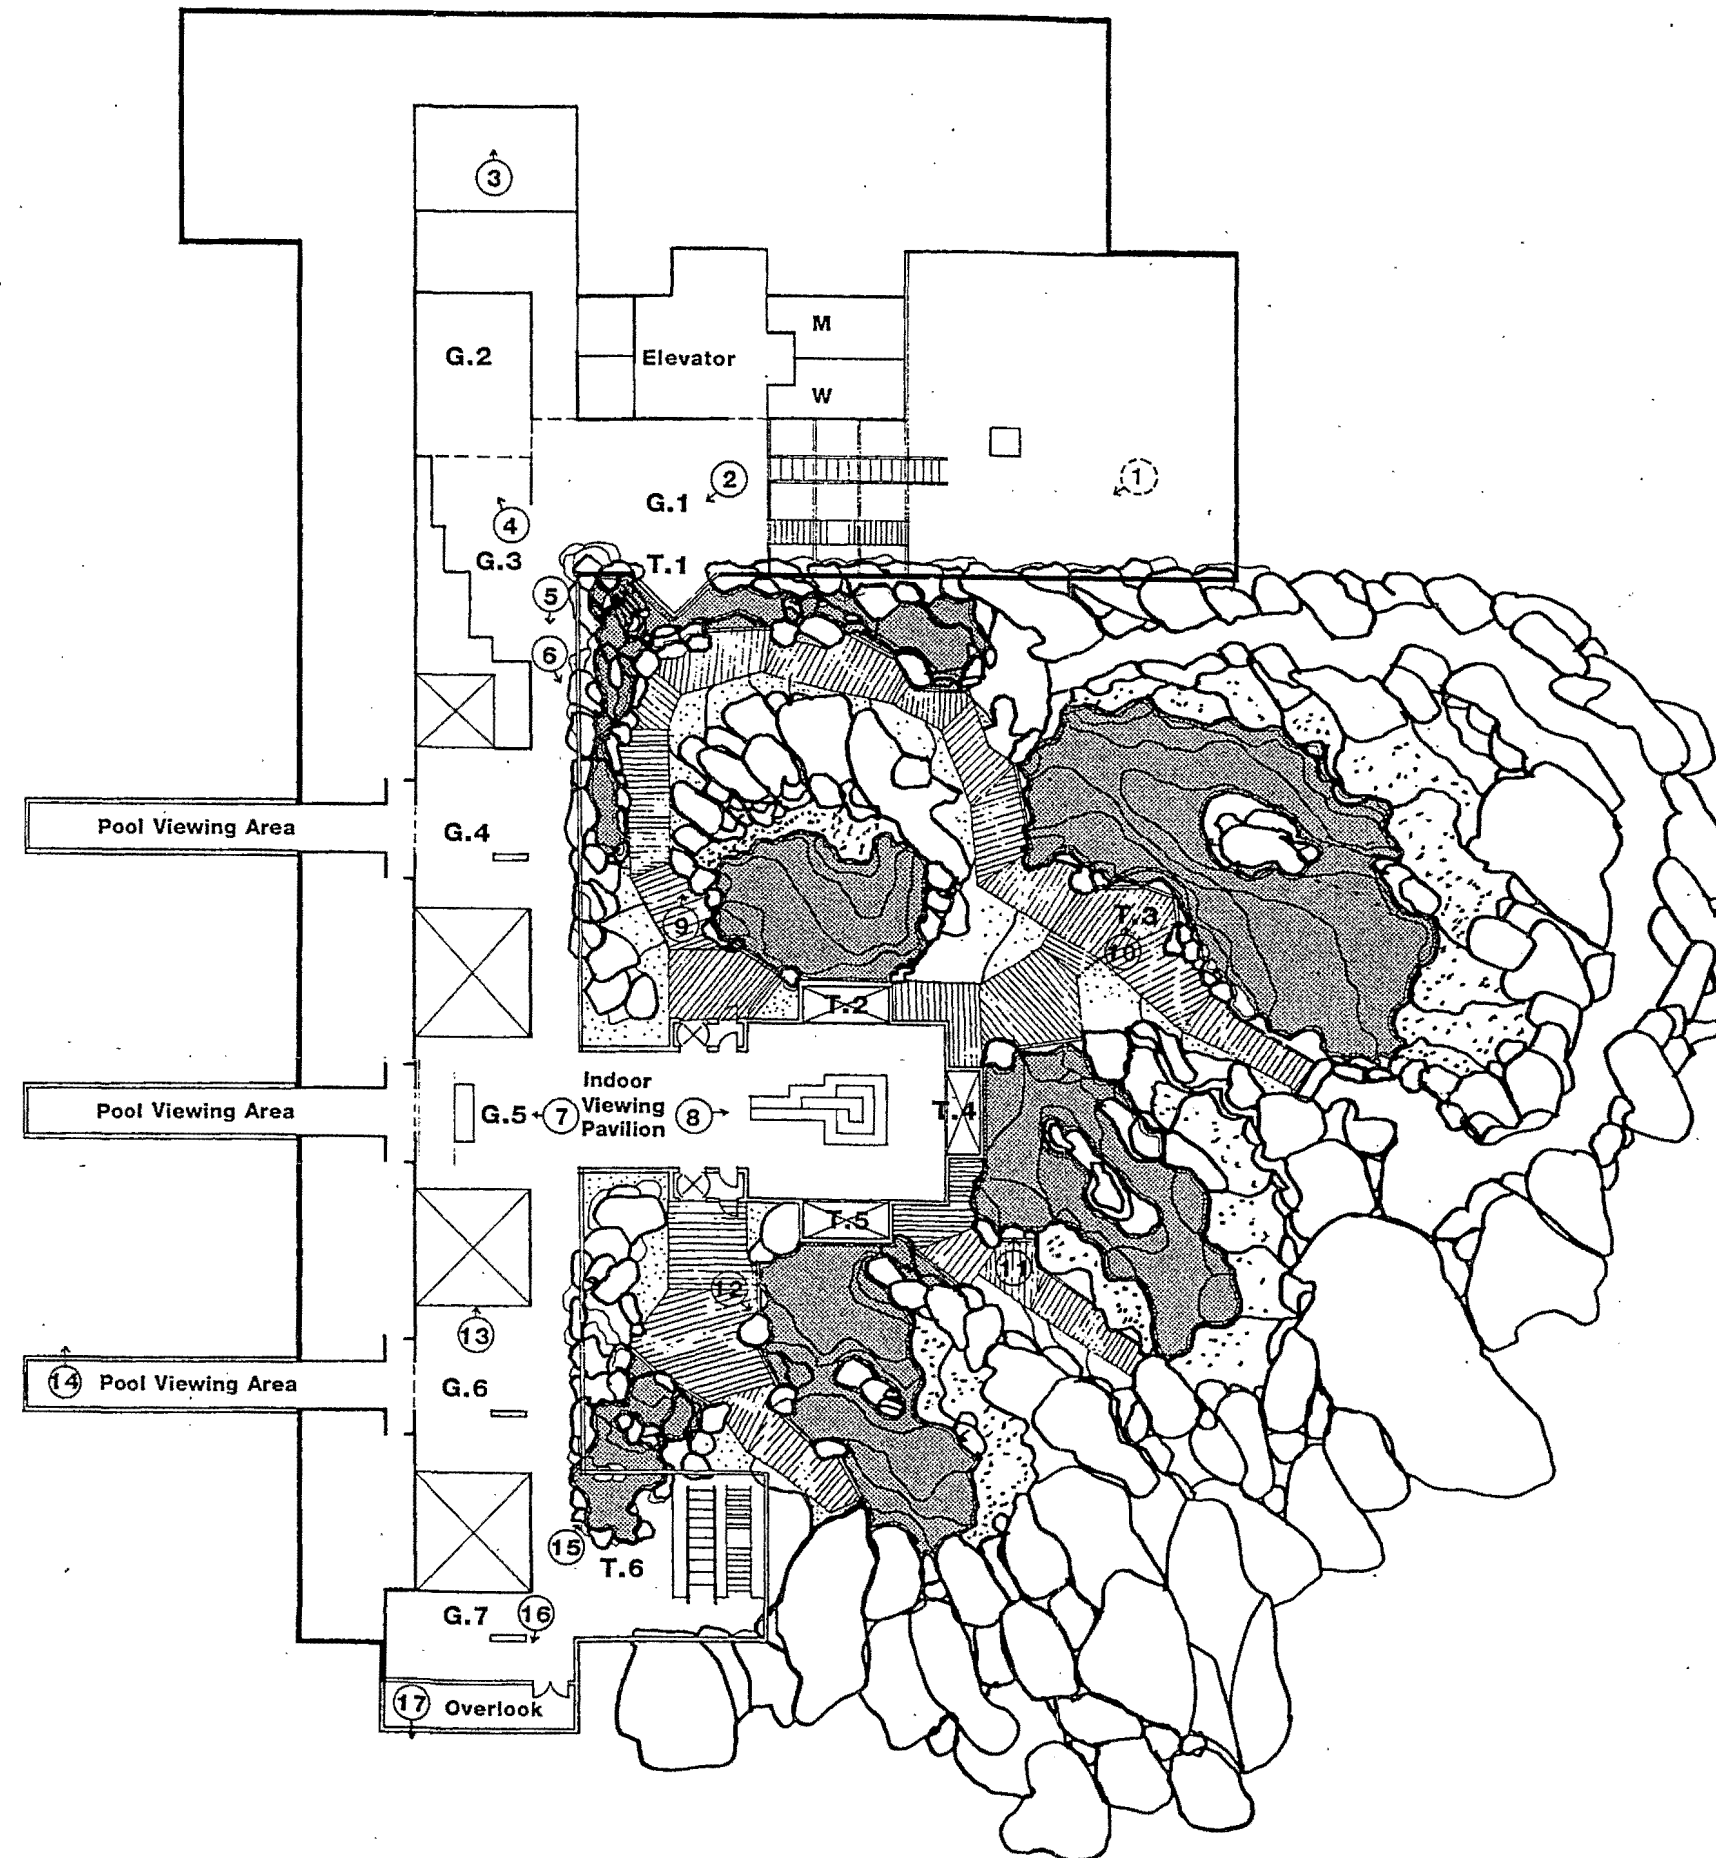 3
M
G.2
Elevator
W
1
2
G.1
4
G.3
T.1
5
6
Pool Viewing Area
G.4
9
T.3
10
T.2
Indoor
Viewing
Pavilion
Pool Viewing Area
G.5
7
8
T.4
T.5
11
12
13
14
Pool Viewing Area
G.6
15
T.6
G.7
16
17
Overlook